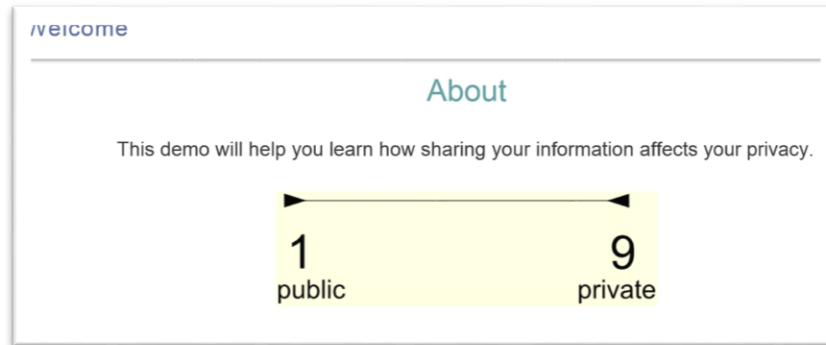 Welcome
About
This demo will help you learn how sharing your information affects your privacy.
1 9
public private